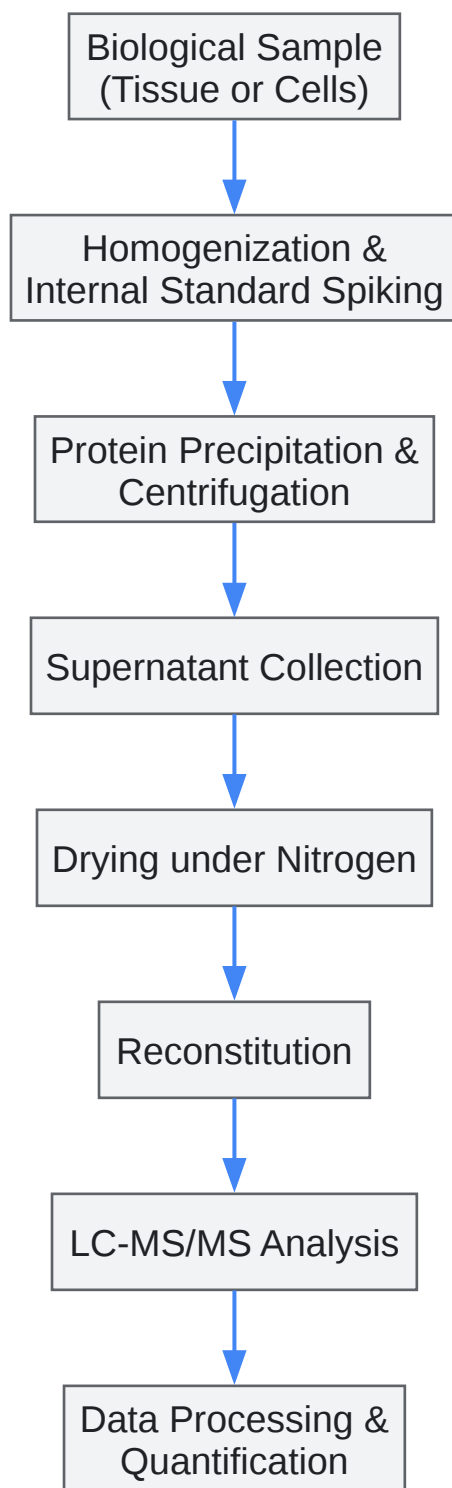 Biological Sample
(Tissue or Cells)
Homogenization &
Internal Standard Spiking
Protein Precipitation &
Centrifugation
Supernatant Collection
Drying under Nitrogen
Reconstitution
LC-MS/MS Analysis
Data Processing &
Quantification